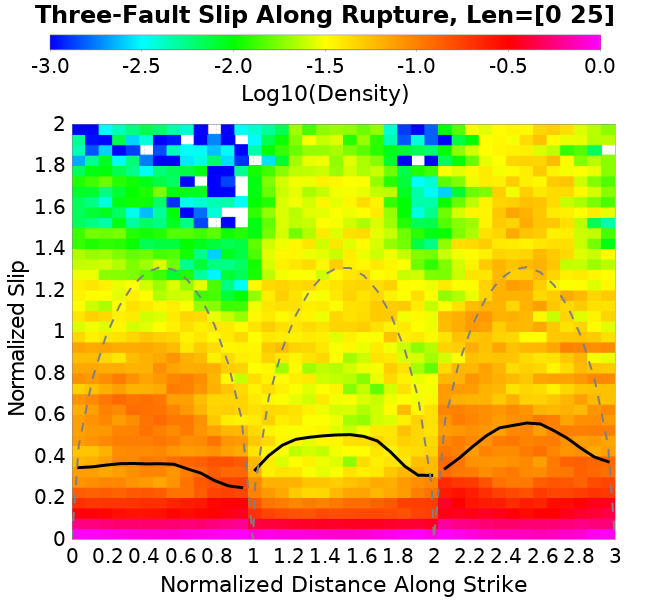 Three-Fault Slip Along Rupture, Len=[0 25]
-3.0 -2.5 -2.0 -1.5 -1.0 -0.5 0.0
Log10(Density)
2
1.8
1.6
1.4
1.2
1
0.8
0.6
0.4
0.2
0
Normalized Slip
0 0.2 0.4 0.6 0.8 1 1.2 1.4 1.6 1.8 2 2.2 2.4 2.6 2.8 3
Normalized Distance Along Strike